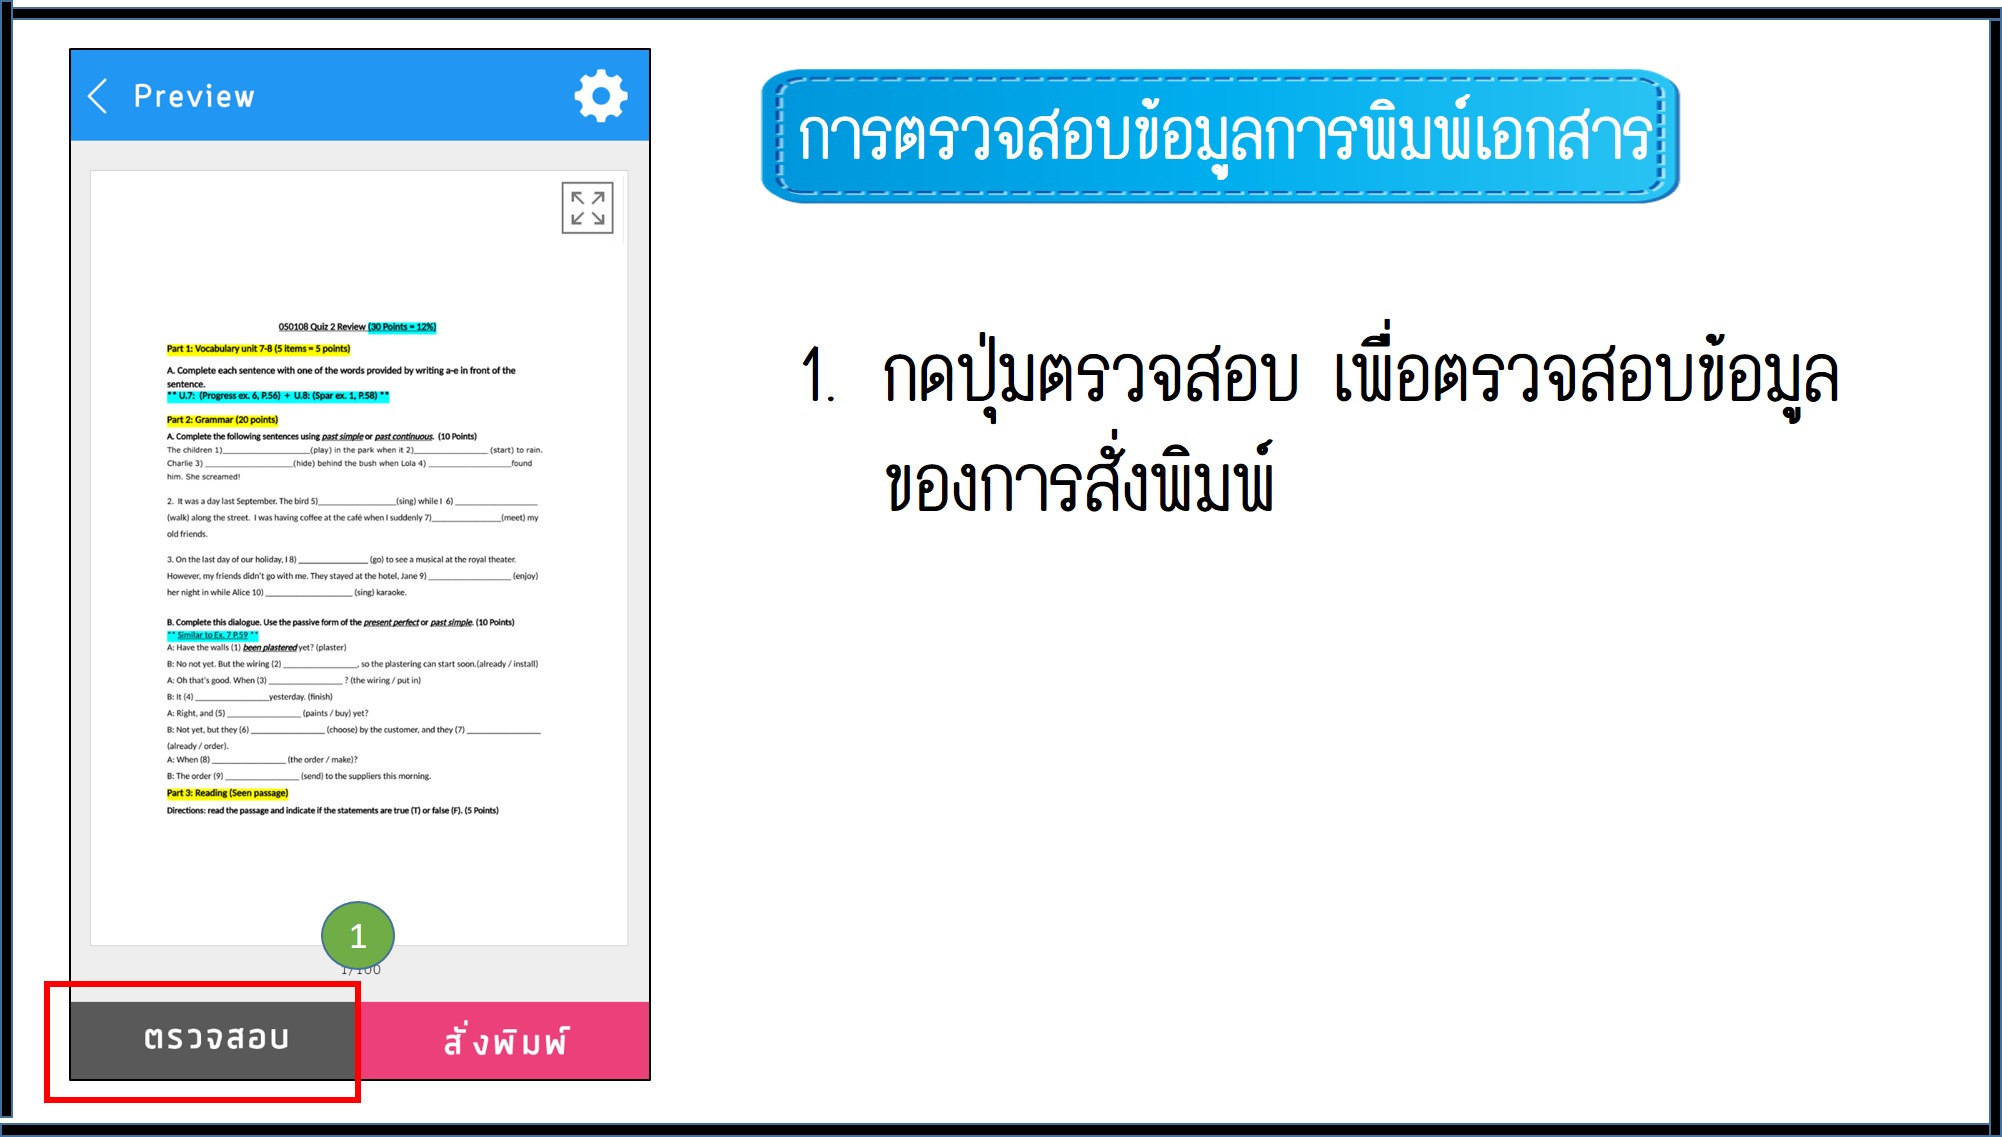 Preview
050108 Quiz 2 Review (30 Points = 12%)
Part 1: Vocabulary unit 7-8 (5 items = 5 points)
A. Complete each sentence with one of the words provided by writing a-e in front of the
sentence.
** U.7: (Progress ex. 6, P.56) + U.8: (Spar ex. 1, P.58) **
Part 2: Grammar (20 points)
A. Complete the following sentences using past simple or past continuous. (10 Points)
The children 1)____________________(play) in the park when it 2)_________________ (start) to rain.
Charlie 3) ____________________(hide) behind the bush when Lola 4) ___________________found
him. She screamed!
2. It was a day last September. The bird 5)_________________(sing) while I 6) __________________
(walk) along the street. I was having coffee at the café when I suddenly 7)_______________(meet) my
old friends.
3. On the last day of our holiday, I 8) _______________ (go) to see a musical at the royal theater.
However, my friends didn't go with me. They stayed at the hotel, Jane 9) __________________ (enjoy)
her night in while Alice 10) ___________________ (sing) karaoke.
B. Complete this dialogue. Use the passive form of the present perfect or past simple. (10 Points)
** Similar to Ex. 7 P.59 **
A: Have the walls (1) been plastered yet? (plaster)
B: No not yet. But the wiring (2) ________________, so the plastering can start soon.(already / install)
A: Oh that's good. When (3) ________________ ? (the wiring / put in)
B: It (4) ________________yesterday. (finish)
A: Right, and (5) ________________ (paints / buy) yet?
B: Not yet, but they (6) ________________ (choose) by the customer, and they (7) ________________
(already / order).
A: When (8) ________________ (the order / make)?
B: The order (9) ________________ (send) to the suppliers this morning.
Part 3: Reading (Seen passage)
Directions: read the passage and indicate if the statements are true (T) or false (F). (5 Points)
1
1/100
ตรวจสอบ
สั่งพิมพ์
การตรวจสอบข้อมูลการพิมพ์เอกสาร
1. กดปุ่มตรวจสอบ เพื่อตรวจสอบข้อมูล
ของการสั่งพิมพ์